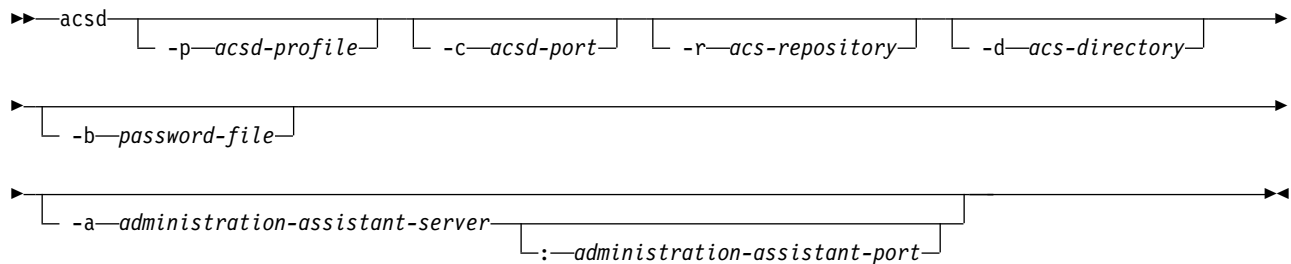 acsd -p acsd-profile -c acsd-port -r acs-repository -d acs-directory
-b password-file
-a administration-assistant-server : administration-assistant-port